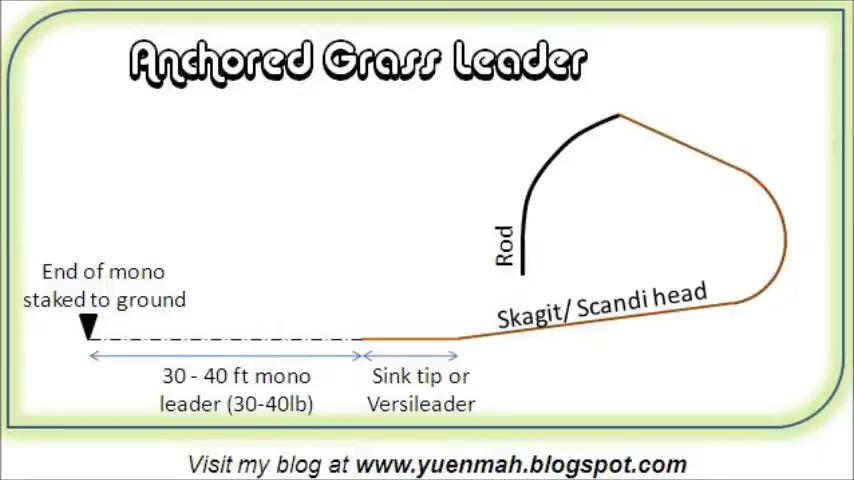 Anchored Grass Leader
Rod
End of mono
staked to ground
Skagit/ Scandi head
30 - 40 ft mono
leader (30-40lb)
Sink tip or
Versileader
Visit my blog at www.yuenmah.blogspot.com